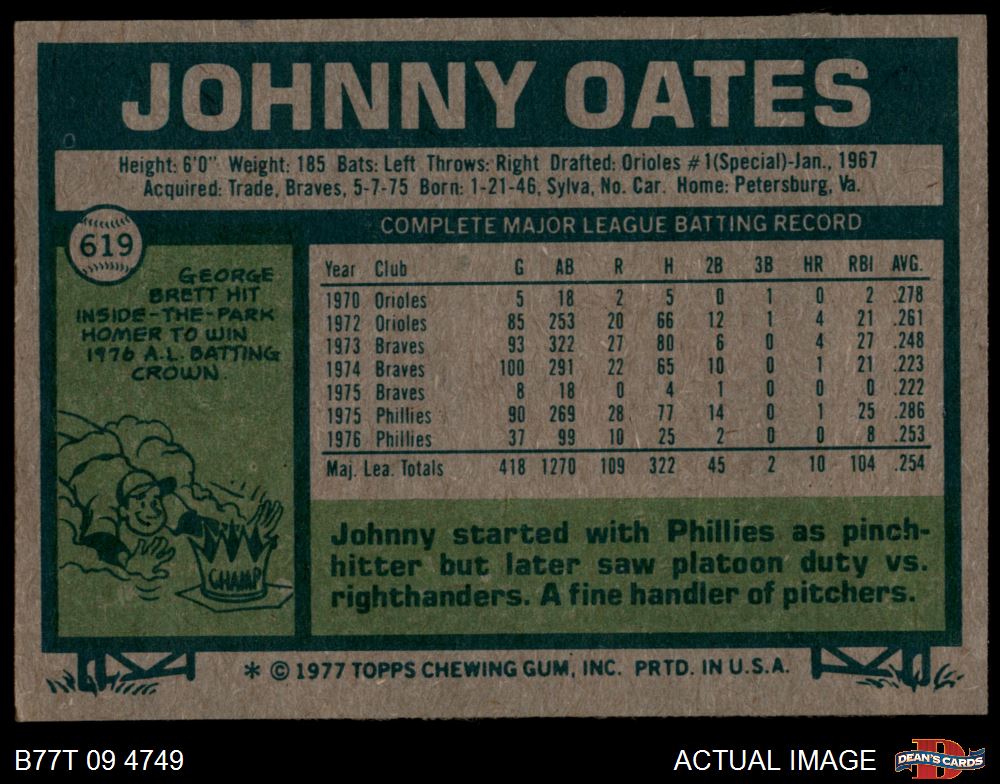 JOHNNY OATES
Height: 6'0" Weight: 185 Bats: Left Throws: Right Drafted: Orioles #1(Special)-Jan., 1967
Acquired: Trade, Braves, 5-7-75 Born: 1-21-46, Sylva, No. Car. Home: Petersburg, Va.
619
GEORGE
BRETT HIT
INSIDE-THE-PARK
HOMER TO WIN
1976 A.L. BATTING
CROWN.
CHAMP
COMPLETE MAJOR LEAGUE BATTING RECORD
Year Club G AB R H 2B 3B HR RBI AVG.
1970 Orioles 5 18 2 5 0 1 0 2 .278
1972 Orioles 85 253 20 66 12 1 4 21 .261
1973 Braves 93 322 27 80 6 0 4 27 .248
1974 Braves 100 291 22 65 10 0 1 21 .223
1975 Braves 8 18 0 4 1 0 0 0 .222
1975 Phillies 90 269 28 77 14 0 1 25 .286
1976 Phillies 37 99 10 25 2 0 0 8 .253
Maj. Lea. Totals 418 1270 109 322 45 2 10 104 .254
Johnny started with Phillies as pinch-
hitter but later saw platoon duty vs.
righthanders. A fine handler of pitchers.
* © 1977 TOPPS CHEWING GUM, INC. PRTD. IN U.S.A.
B77T 09 4749
ACTUAL IMAGE
D
DEAN'S CARDS